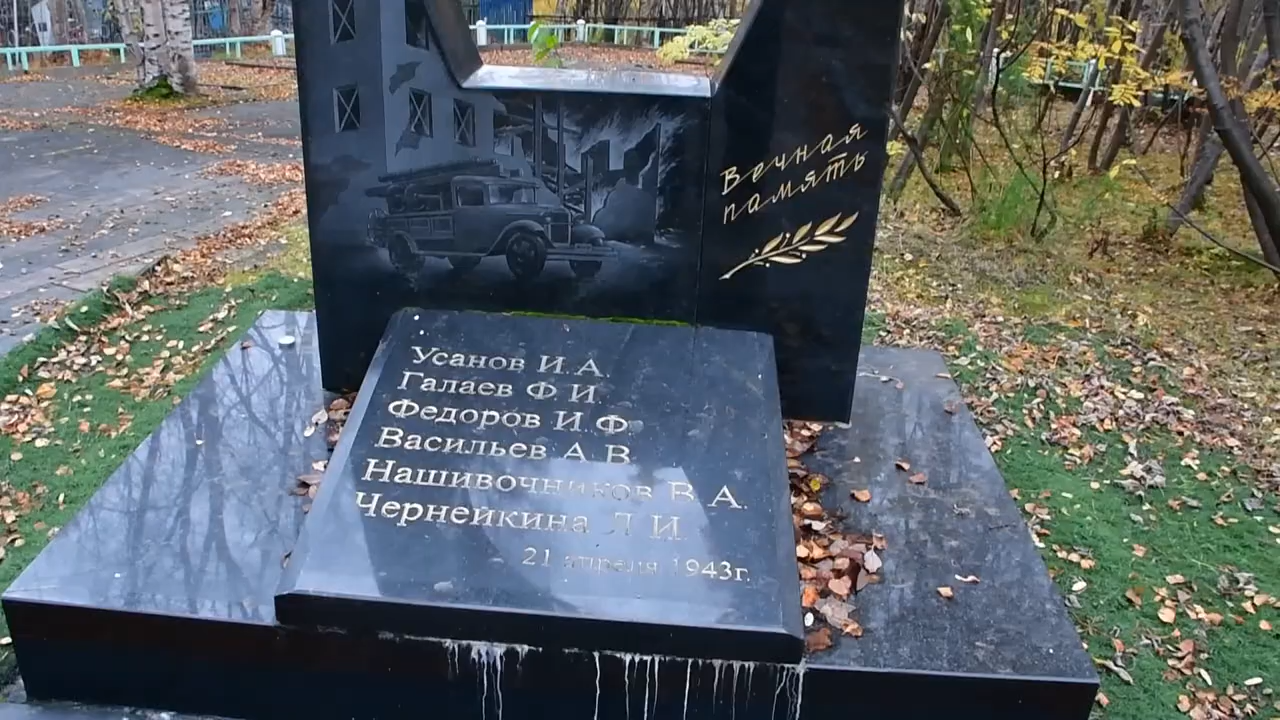 Вечная
память
Усанов И.А.
Галаев Ф.И.
Федоров И.Ф.
Васильев А.В.
Нашивочников В.А.
Чернейкина Л.И.
21 апреля 1943г.